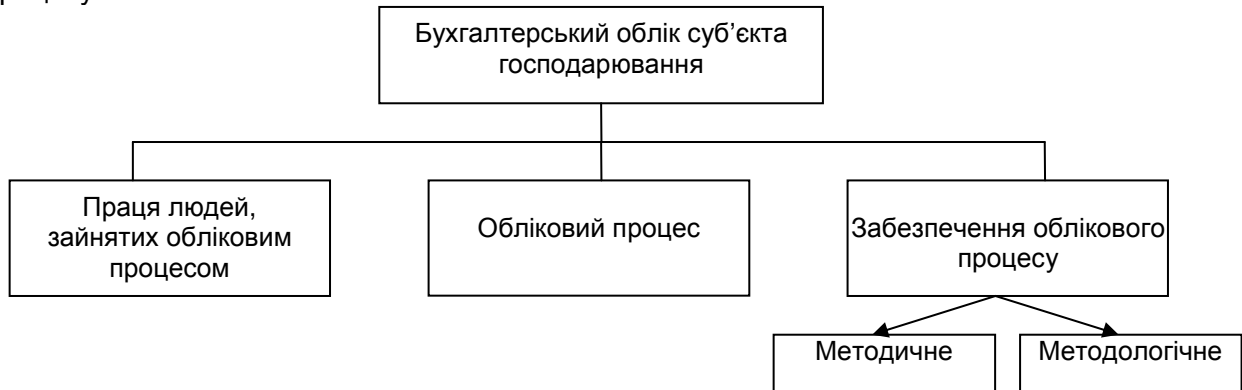 Бухгалтерський облік суб’єкта
господарювання
Праця людей,
зайнятих обліковим
процесом
Обліковий процес
Забезпечення облікового
процесу
Методичне
Методологічне